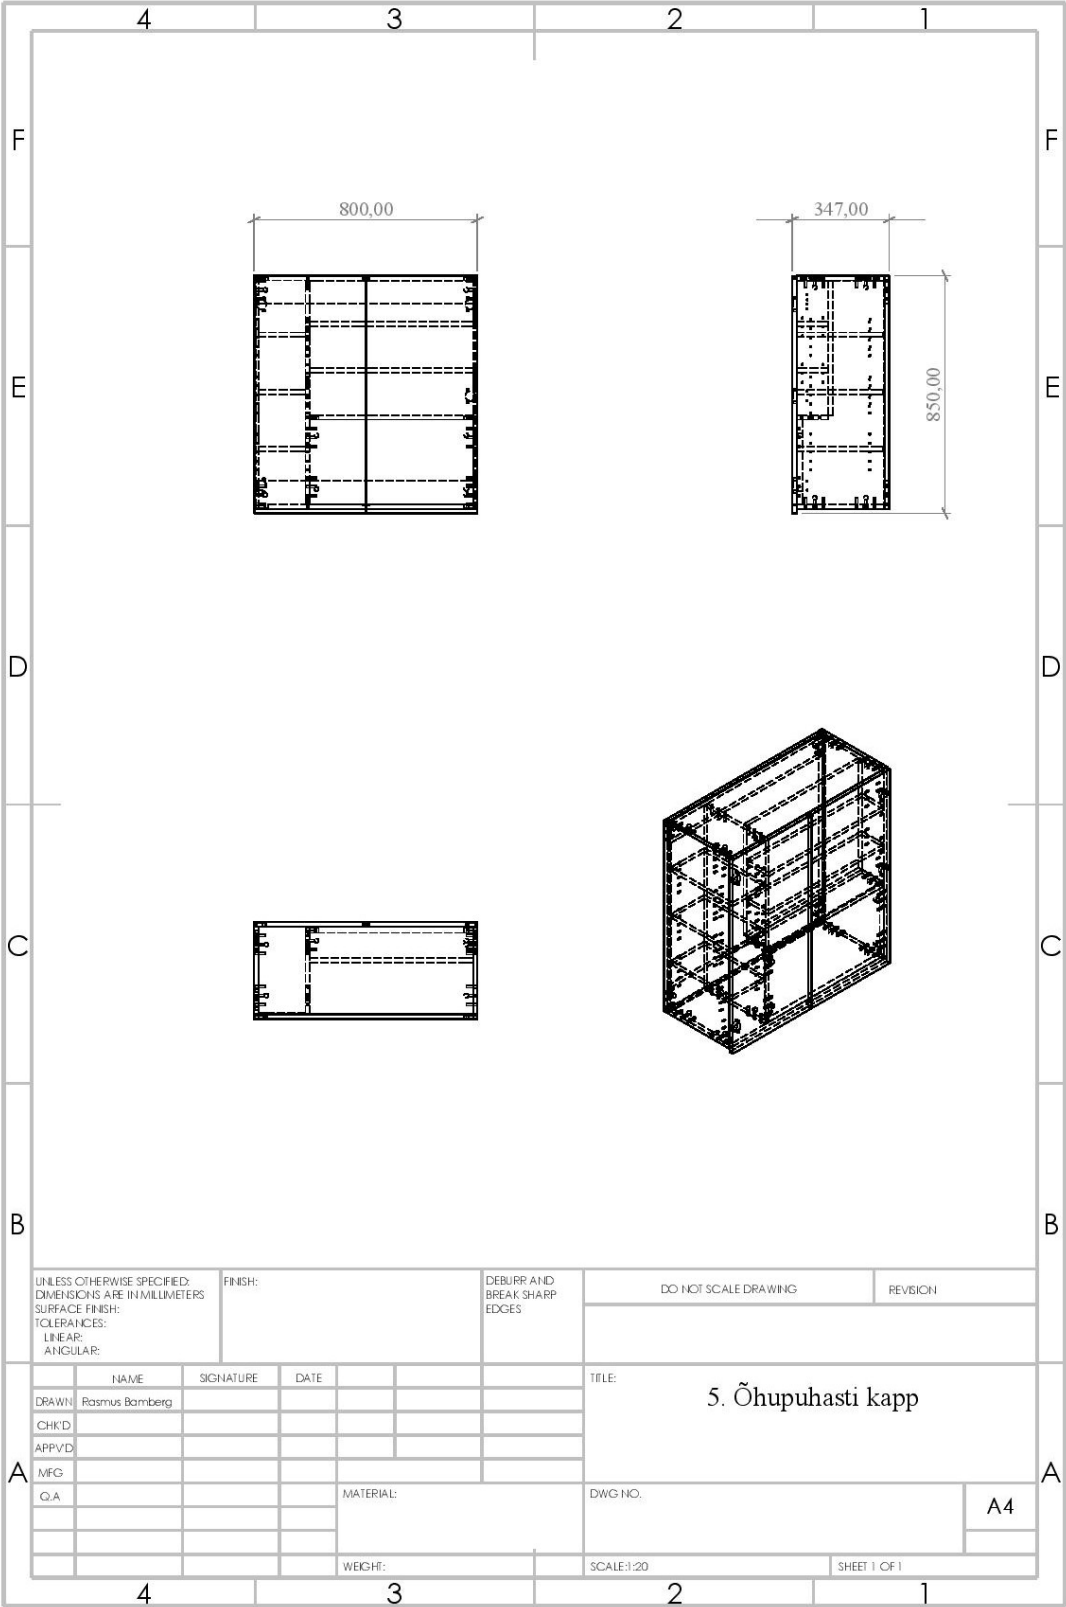 4 3 2 1
F F
800,00 347,00
E E
850,00
D D
C C
B B
UNLESS OTHERWISE SPECIFIED:
DIMENSIONS ARE IN MILLIMETERS
SURFACE FINISH:
TOLERANCES:
LINEAR:
ANGULAR:
FINISH:
DEBURR AND
BREAK SHARP
EDGES
DO NOT SCALE DRAWING
REVISION
NAME SIGNATURE DATE
DRAWN Rasmus Bamberg
CHK'D
APPV'D
MFG
Q.A
TITLE:
5. Õhupuhasti kapp
A A
MATERIAL:
DWG NO.
A4
WEIGHT:
SCALE:1:20
SHEET 1 OF 1
4 3 2 1